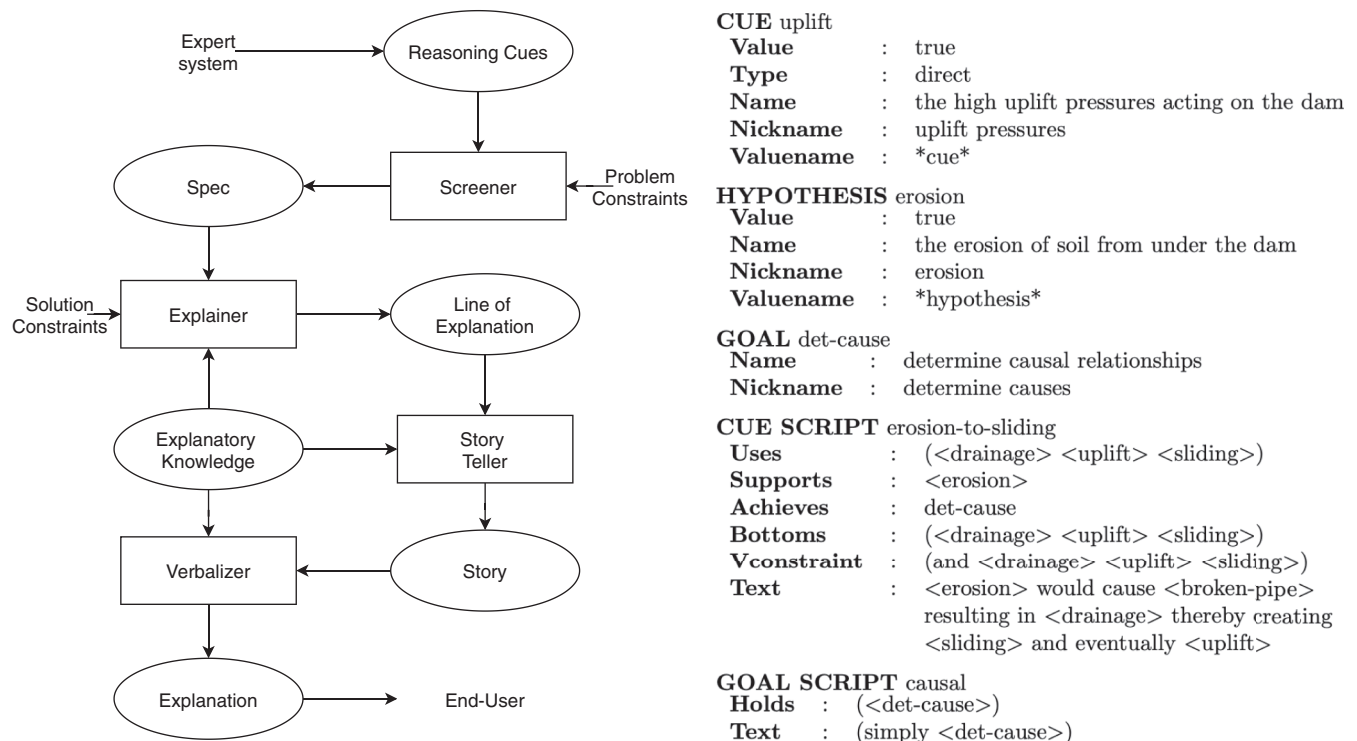 Expert
system
Reasoning Cues
Spec
Screener
Problem
Constraints
Solution
Constraints
Explainer
Line of
Explanation
Explanatory
Knowledge
Story
Teller
Verbalizer
Story
Explanation
End-User
CUE uplift
Value : true
Type : direct
Name : the high uplift pressures acting on the dam
Nickname : uplift pressures
Valuename : *cue*
HYPOTHESIS erosion
Value : true
Name : the erosion of soil from under the dam
Nickname : erosion
Valuename : *hypothesis*
GOAL det-cause
Name : determine causal relationships
Nickname : determine causes
CUE SCRIPT erosion-to-sliding
Uses : (<drainage> <uplift> <sliding>)
Supports : <erosion>
Achieves : det-cause
Bottoms : (<drainage> <uplift> <sliding>)
Vconstraint : (and <drainage> <uplift> <sliding>)
Text : <erosion> would cause <broken-pipe>
resulting in <drainage> thereby creating
<sliding> and eventually <uplift>
GOAL SCRIPT causal
Holds : (<det-cause>)
Text : (simply <det-cause>)